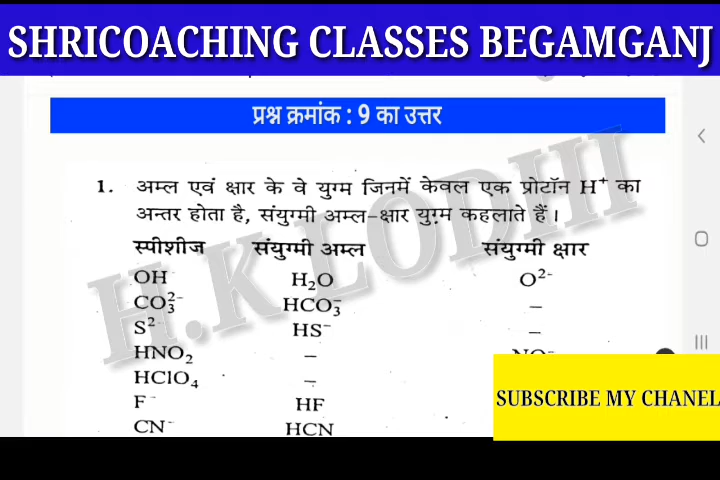 SHRICOACHING CLASSES BEGAMGANJ
प्रश्न क्रमांक : 9 का उत्तर
1. अम्ल एवं क्षार के वे युग्म जिनमें केवल एक प्रोटॉन H⁺ का
अन्तर होता है, संयुग्मी अम्ल-क्षार युग्म कहलाते हैं।
स्पीशीज संयुग्मी अम्ल संयुग्मी क्षार
OH H₂O O²⁻
CO₃²⁻ HCO₃⁻ –
S²⁻ HS⁻ –
HNO₂ –
HClO₄ –
F⁻ HF
CN⁻ HCN
SUBSCRIBE MY CHANEL
H.K LODHI